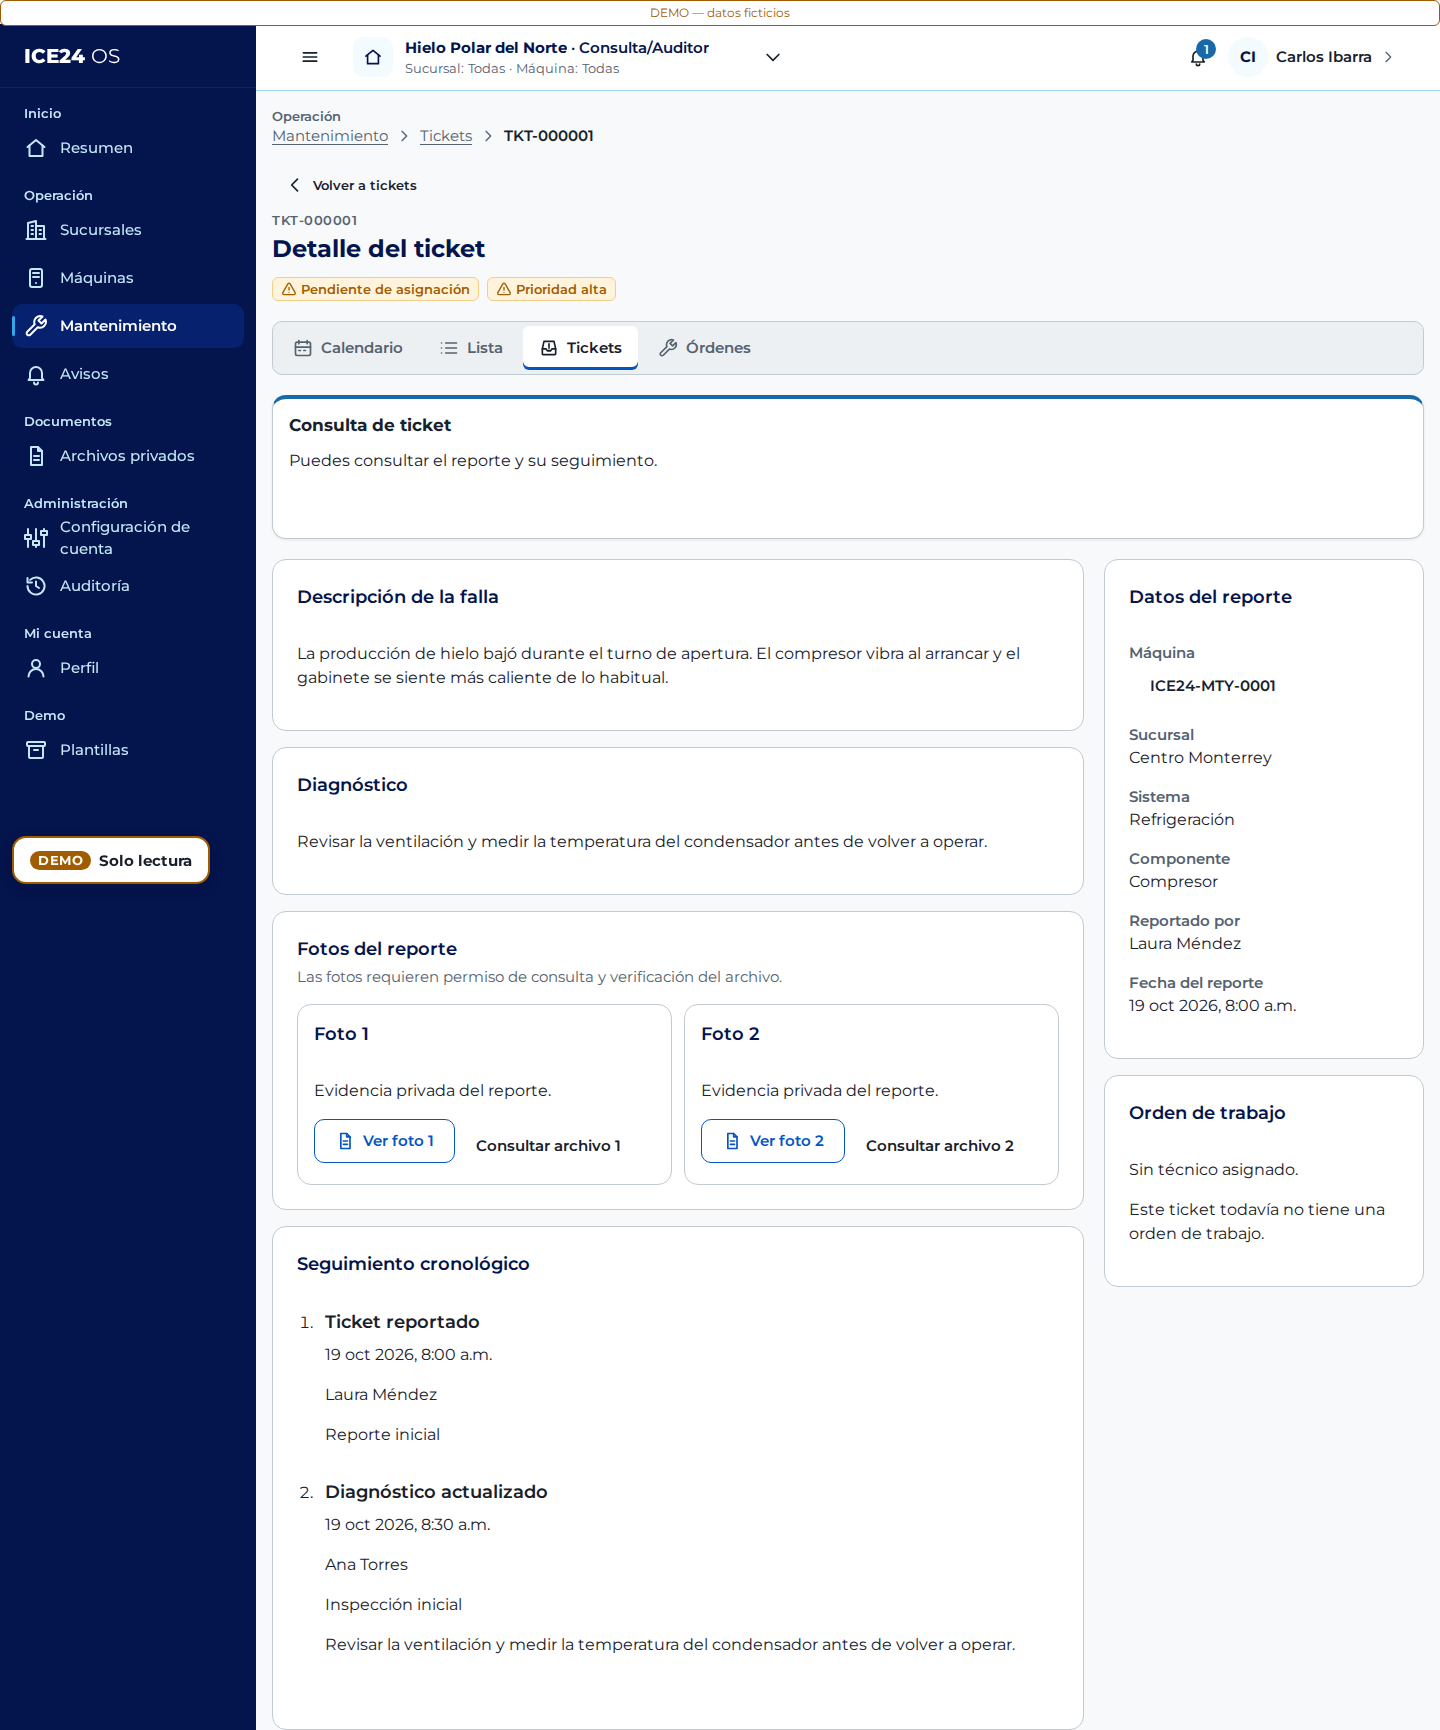 DEMO — datos ficticios
ICE24 OS
Inicio
Resumen
Operación
Sucursales
Máquinas
Mantenimiento
Avisos
Documentos
Archivos privados
Administración
Configuración de
cuenta
Auditoría
Mi cuenta
Perfil
Demo
Plantillas
DEMO Solo lectura
Hielo Polar del Norte · Consulta/Auditor
Sucursal: Todas · Máquina: Todas
1
CI
Carlos Ibarra
Operación
Mantenimiento
Tickets
TKT-000001
Volver a tickets
TKT-000001
Detalle del ticket
Pendiente de asignación
Prioridad alta
Calendario
Lista
Tickets
Órdenes
Consulta de ticket
Puedes consultar el reporte y su seguimiento.
Descripción de la falla
La producción de hielo bajó durante el turno de apertura. El compresor vibra al arrancar y el
gabinete se siente más caliente de lo habitual.
Diagnóstico
Revisar la ventilación y medir la temperatura del condensador antes de volver a operar.
Fotos del reporte
Las fotos requieren permiso de consulta y verificación del archivo.
Foto 1
Evidencia privada del reporte.
Ver foto 1
Consultar archivo 1
Foto 2
Evidencia privada del reporte.
Ver foto 2
Consultar archivo 2
Seguimiento cronológico
1. Ticket reportado
19 oct 2026, 8:00 a.m.
Laura Méndez
Reporte inicial
2. Diagnóstico actualizado
19 oct 2026, 8:30 a.m.
Ana Torres
Inspección inicial
Revisar la ventilación y medir la temperatura del condensador antes de volver a operar.
Datos del reporte
Máquina
ICE24-MTY-0001
Sucursal
Centro Monterrey
Sistema
Refrigeración
Componente
Compresor
Reportado por
Laura Méndez
Fecha del reporte
19 oct 2026, 8:00 a.m.
Orden de trabajo
Sin técnico asignado.
Este ticket todavía no tiene una
orden de trabajo.